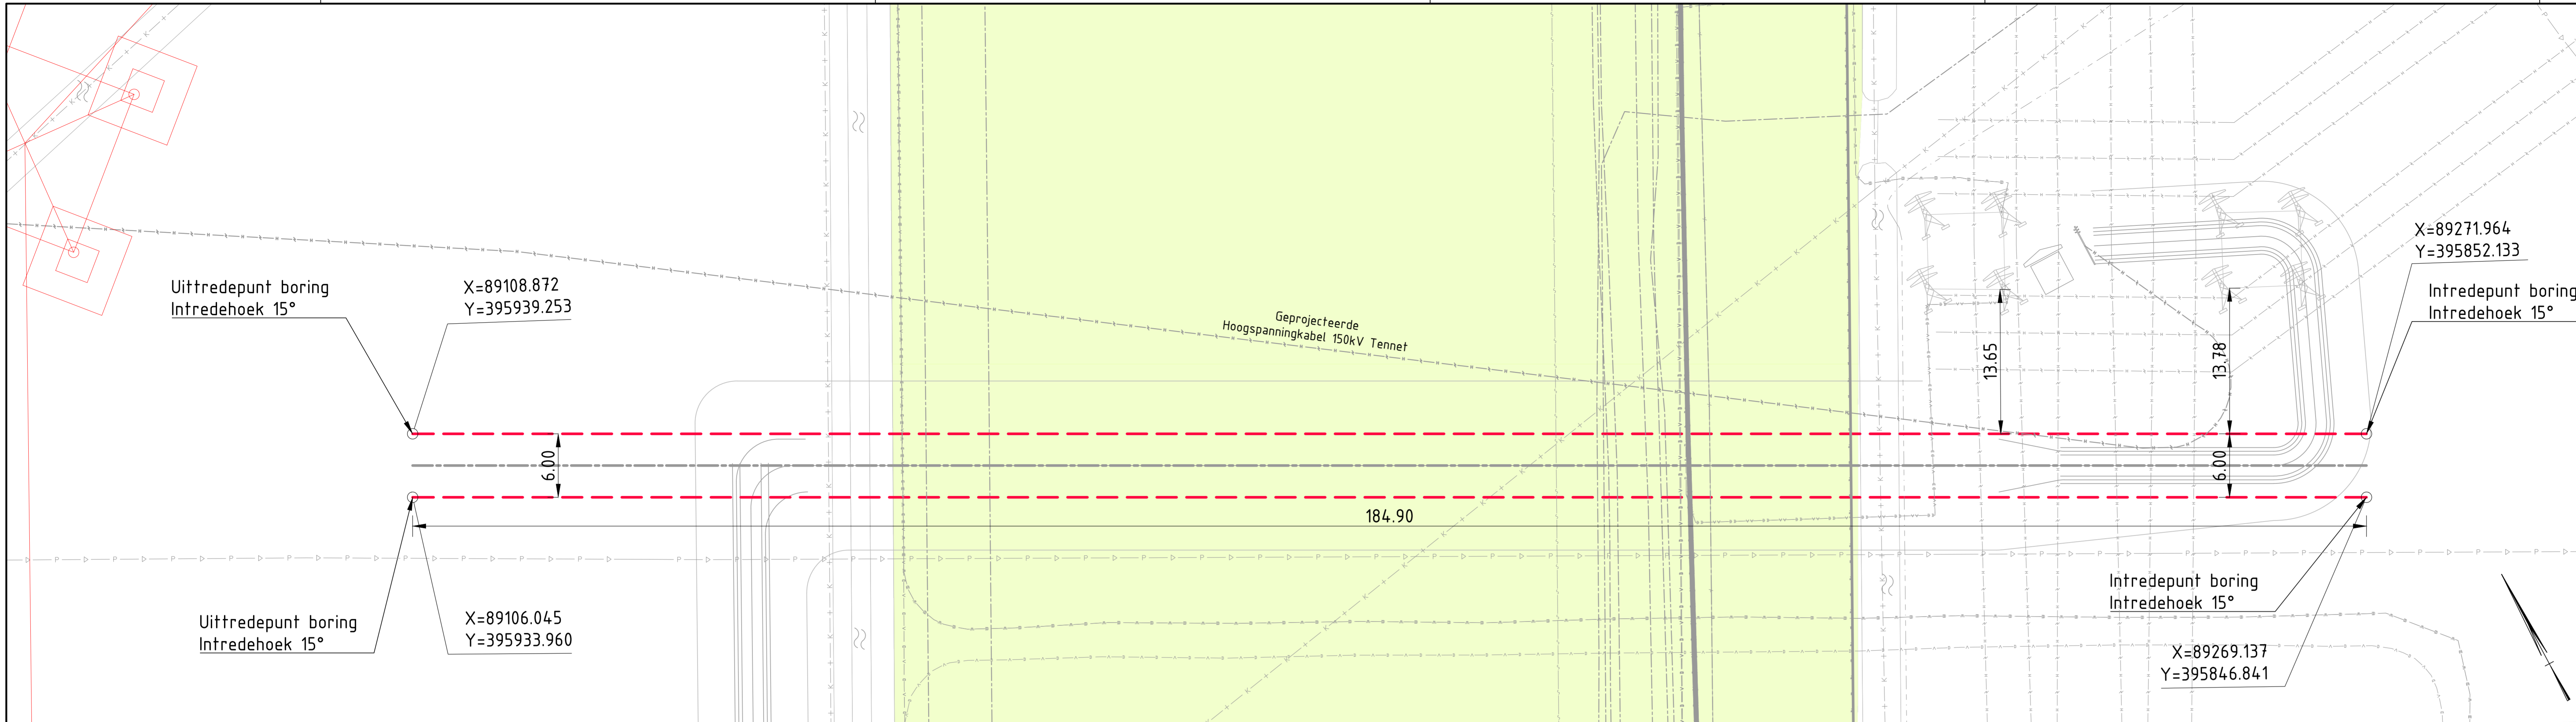 Uittredepunt boring
Intredehoek 15°
X=89108.872
Y=395939.253
Geprojecteerde
Hoogspanningkabel 150kV Tennet
X=89271.964
Y=395852.133
Intredepunt boring
Intredehoek 15°
13.65
13.78
6.00
6.00
184.90
Uittredepunt boring
Intredehoek 15°
X=89106.045
Y=395933.960
Intredepunt boring
Intredehoek 15°
X=89269.137
Y=395846.841